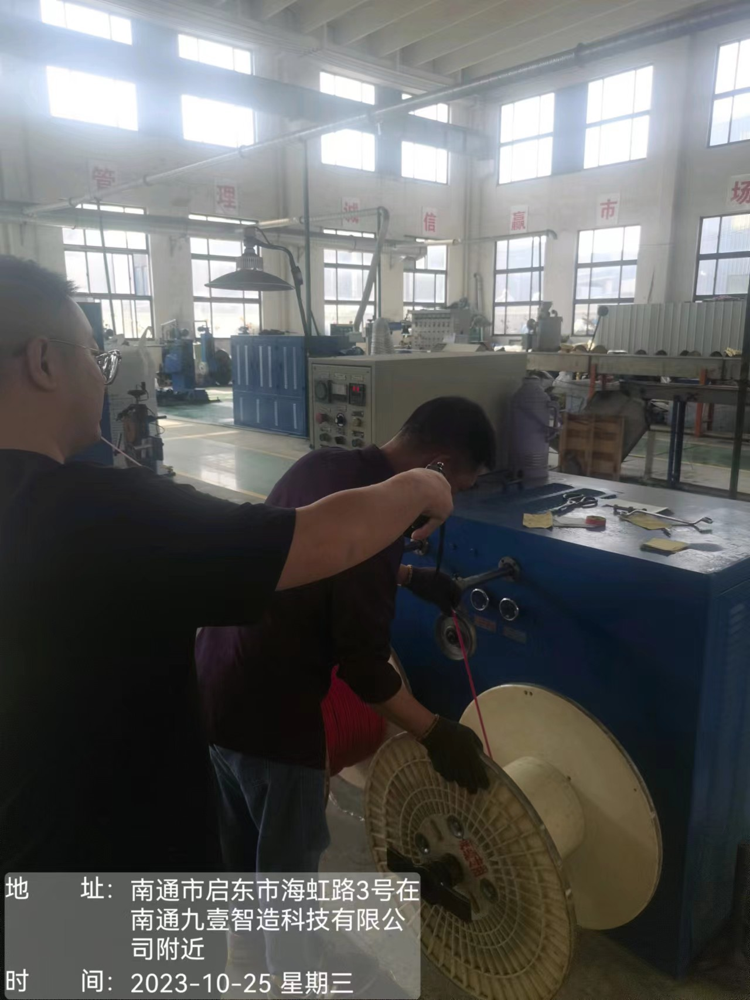 管理 诚信 赢市场
地 址：南通市启东市海虹路3号在
南通九壹智造科技有限公
司附近
时 间：2023-10-25 星期三